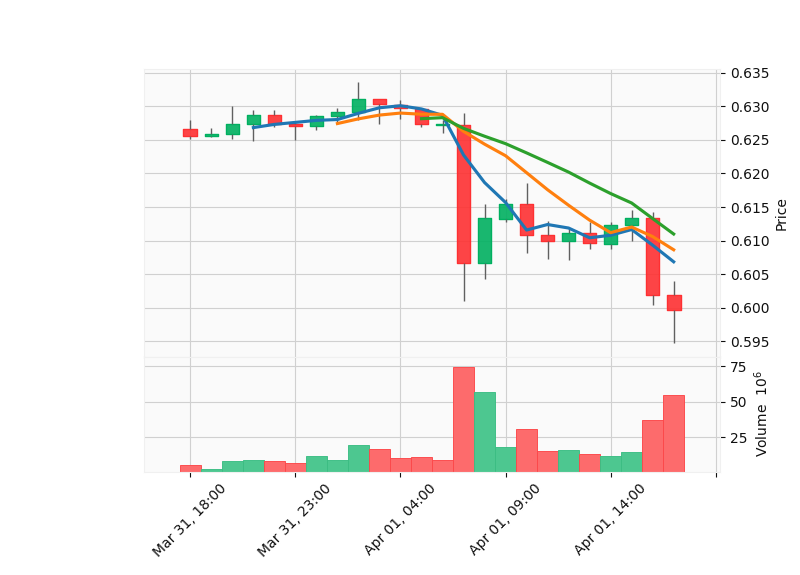 0.635
0.630
0.625
0.620
0.615
0.610
0.605
0.600
0.595
Price
75
50
25
Volume 10^6
Mar 31, 18:00
Mar 31, 23:00
Apr 01, 04:00
Apr 01, 09:00
Apr 01, 14:00